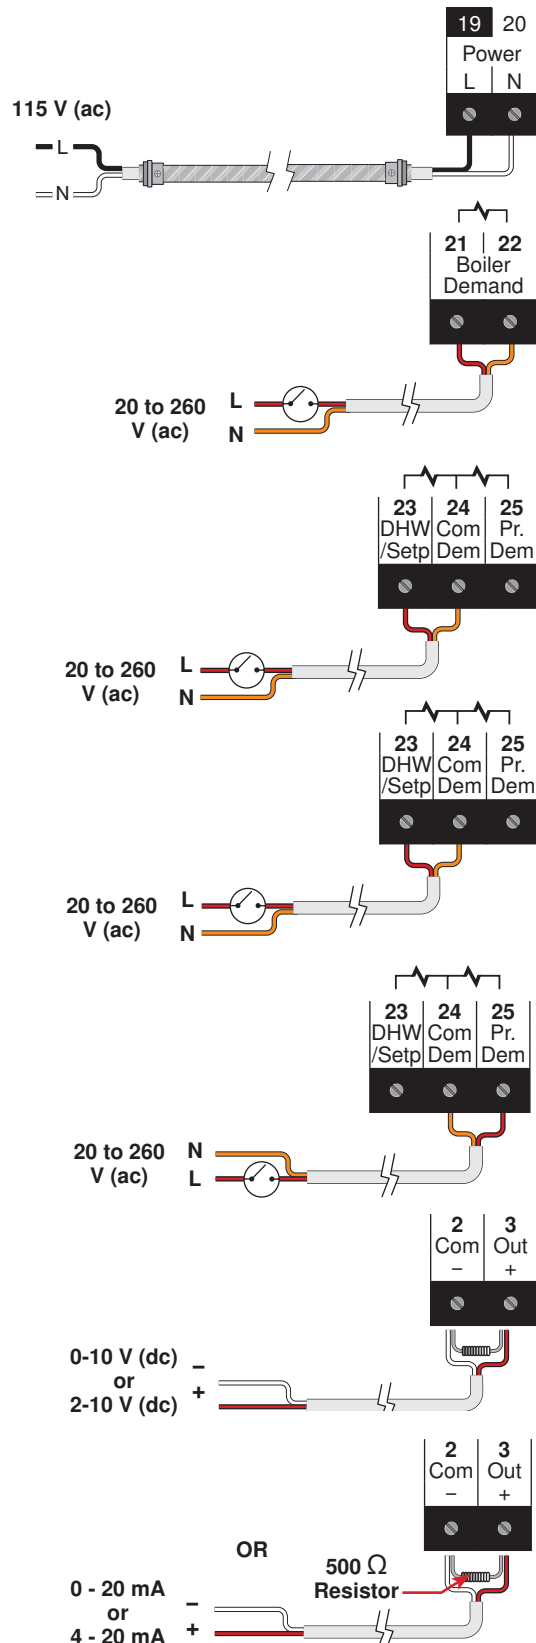 19 20
Power
L N
115 V (ac)
L
N
21 22
Boiler
Demand
20 to 260
V (ac)
L
N
23 24 25
DHW Com Pr.
/Setp Dem Dem
20 to 260
V (ac)
L
N
23 24 25
DHW Com Pr.
/Setp Dem Dem
20 to 260
V (ac)
L
N
23 24 25
DHW Com Pr.
/Setp Dem Dem
20 to 260
V (ac)
N
L
2 3
Com Out
– +
0-10 V (dc)
or
2-10 V (dc)
–
+
2 3
Com Out
– +
OR
500 Ω
Resistor
0 - 20 mA
or
4 - 20 mA
–
+